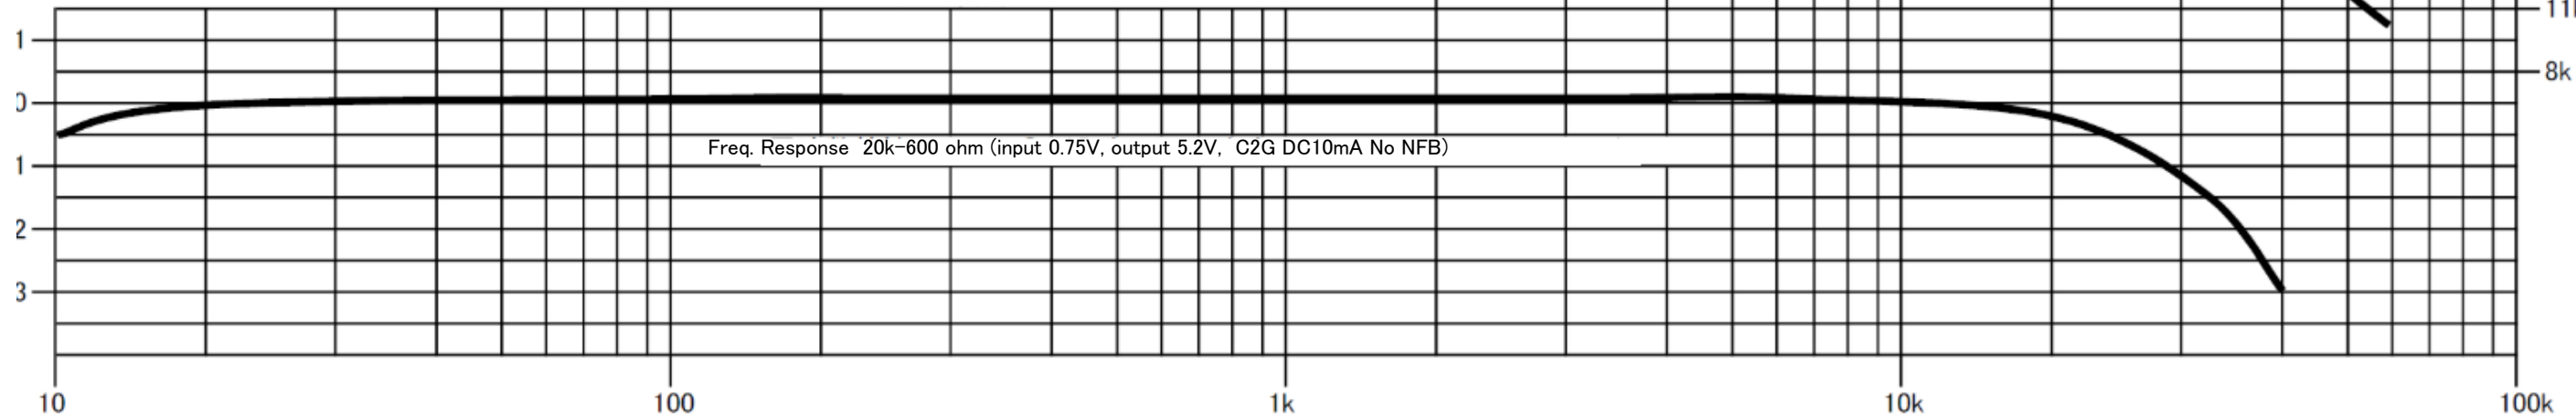 11k
1
8k
0
Freq. Response 20k-600 ohm (input 0.75V, output 5.2V, C2G DC10mA No NFB)
1
2
3
10 100 1k 10k 100k